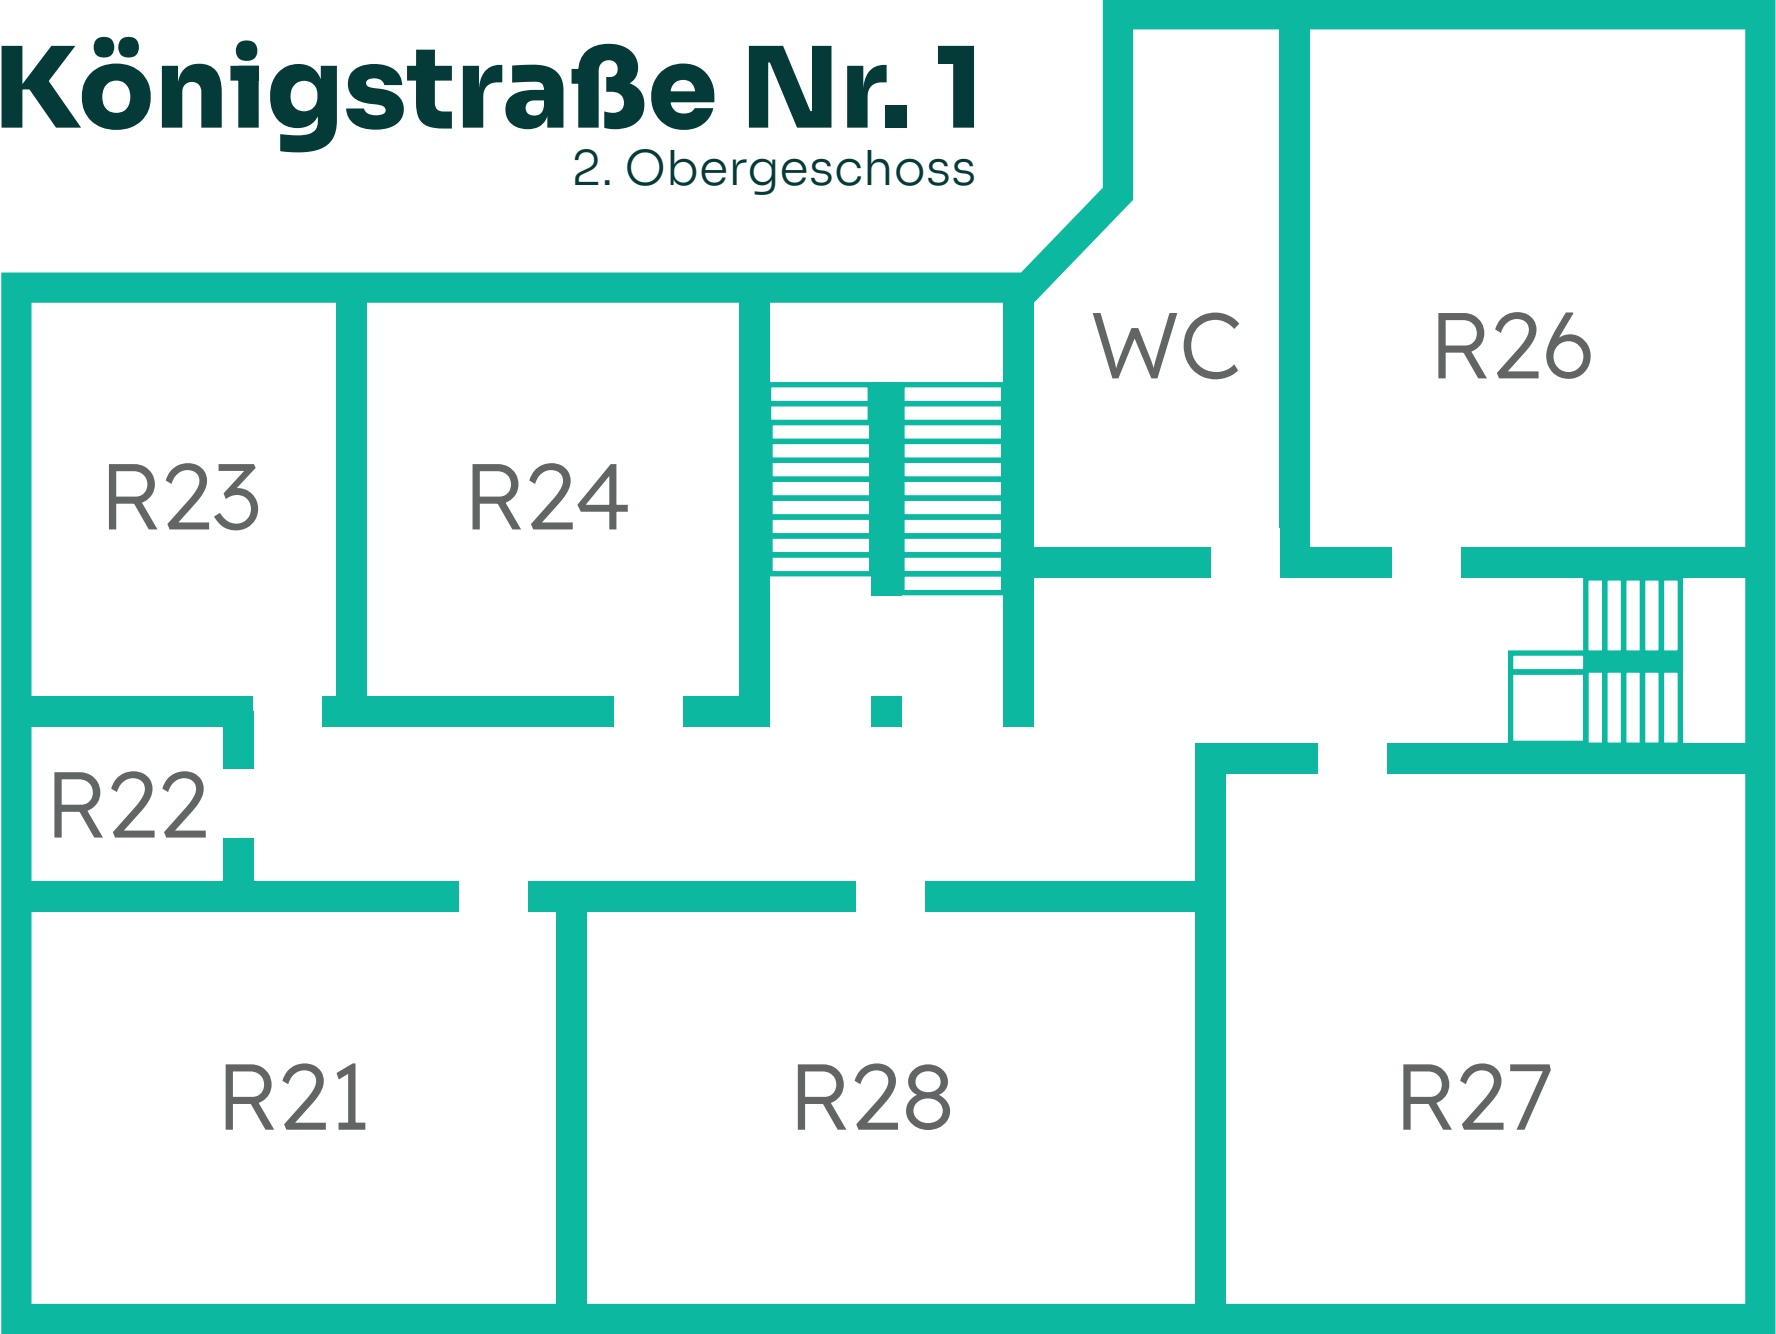 Königstraße Nr. 1
2. Obergeschoss
WC
R26
R23
R24
R22
R21
R28
R27